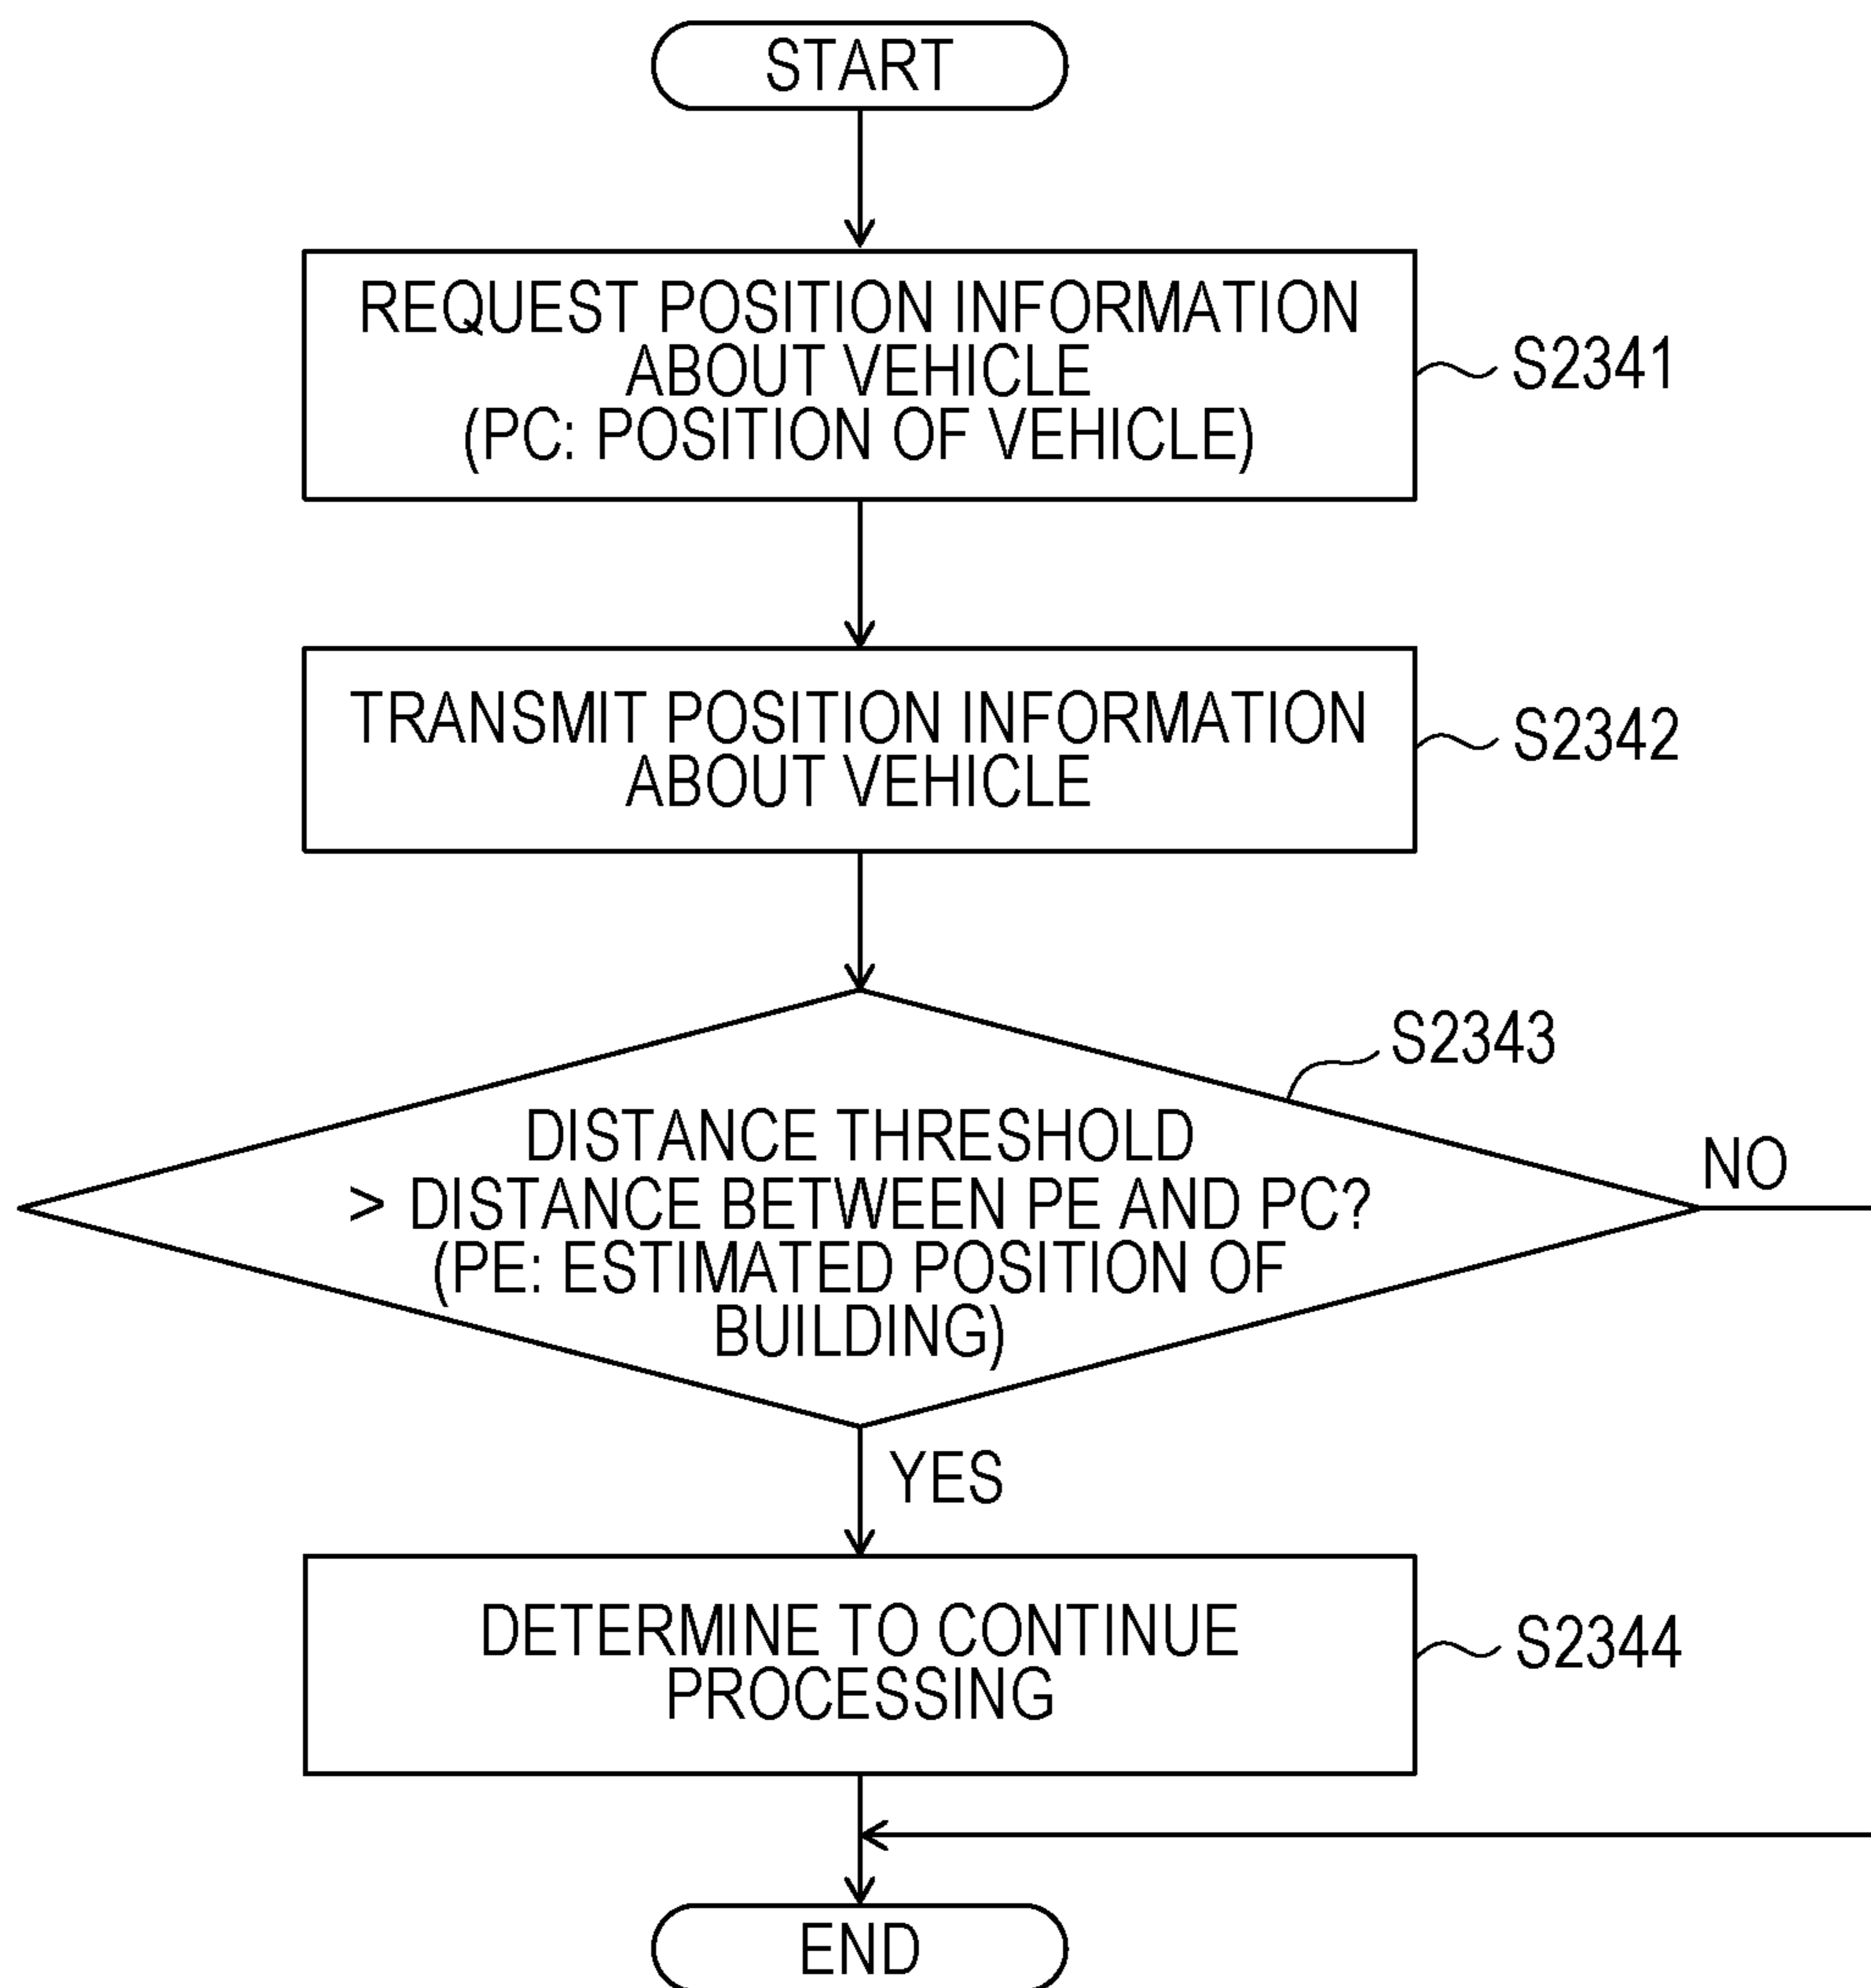 START
REQUEST POSITION INFORMATION
ABOUT VEHICLE
(PC: POSITION OF VEHICLE)
S2341
TRANSMIT POSITION INFORMATION
ABOUT VEHICLE
S2342
S2343
DISTANCE THRESHOLD
> DISTANCE BETWEEN PE AND PC?
(PE: ESTIMATED POSITION OF
BUILDING)
NO
YES
DETERMINE TO CONTINUE
PROCESSING
S2344
END